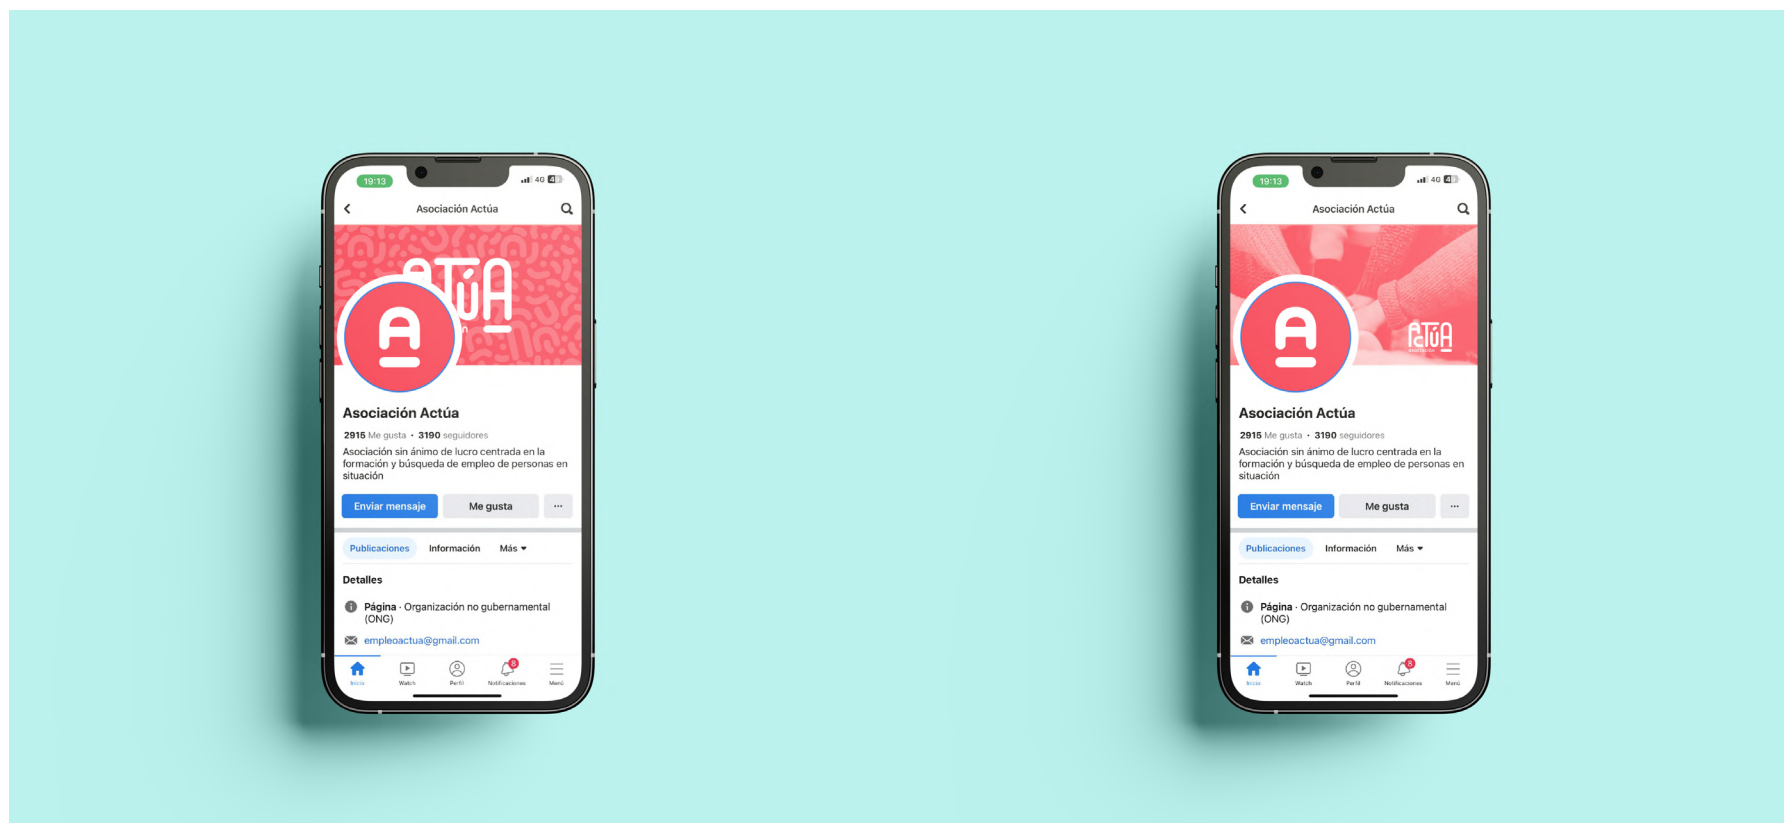 19:13
4G
Asociación Actúa
ACTÚA
A
Asociación Actúa
2915 Me gusta • 3190 seguidores
Asociación sin ánimo de lucro centrada en la
formación y búsqueda de empleo de personas en
situación
Enviar mensaje
Me gusta
Publicaciones
Información
Más
Detalles
Página · Organización no gubernamental
(ONG)
empleoactua@gmail.com
8
Inicio
Watch
Perfil
Notificaciones
Menú
19:13
4G
Asociación Actúa
ACTÚA
asociación
A
Asociación Actúa
2915 Me gusta • 3190 seguidores
Asociación sin ánimo de lucro centrada en la
formación y búsqueda de empleo de personas en
situación
Enviar mensaje
Me gusta
Publicaciones
Información
Más
Detalles
Página · Organización no gubernamental
(ONG)
empleoactua@gmail.com
8
Inicio
Watch
Perfil
Notificaciones
Menú